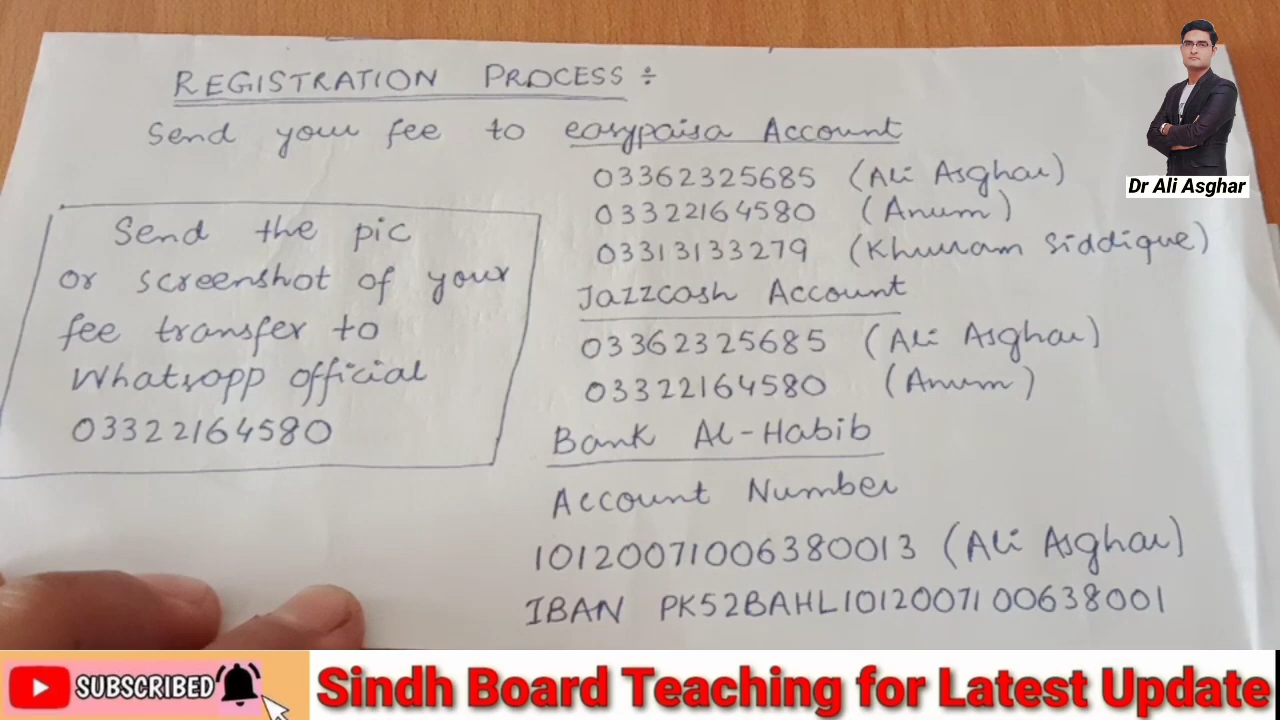 REGISTRATION PROCESS ÷
Send your fee to easypaisa Account
03362325685 (Ali Asghar)
03322164580 (Anum)
03313133279 (Khurram Siddique)
Jazzcash Account
03362325685 (Ali Asghar)
03322164580 (Anum)
Bank Al-Habib
Account Number
10120071006380013 (Ali Asghar)
IBAN PK52BAHL1012007100638001
Send the pic
or screenshot of your
fee transfer to
Whatsapp official
03322164580
Dr Ali Asghar
SUBSCRIBED
Sindh Board Teaching for Latest Update